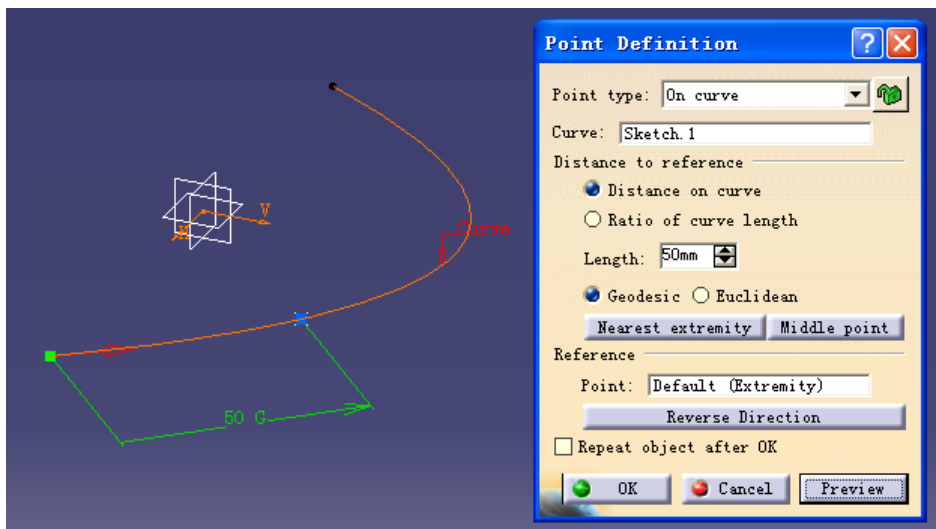 Point Definition
Point type: On curve
Curve: Sketch.1
Distance to reference
Distance on curve
Ratio of curve length
Length: 50mm
Geodesic Euclidean
Nearest extremity Middle point
Reference
Point: Default (Extremity)
Reverse Direction
Repeat object after OK
OK Cancel Preview
Curve
50 G